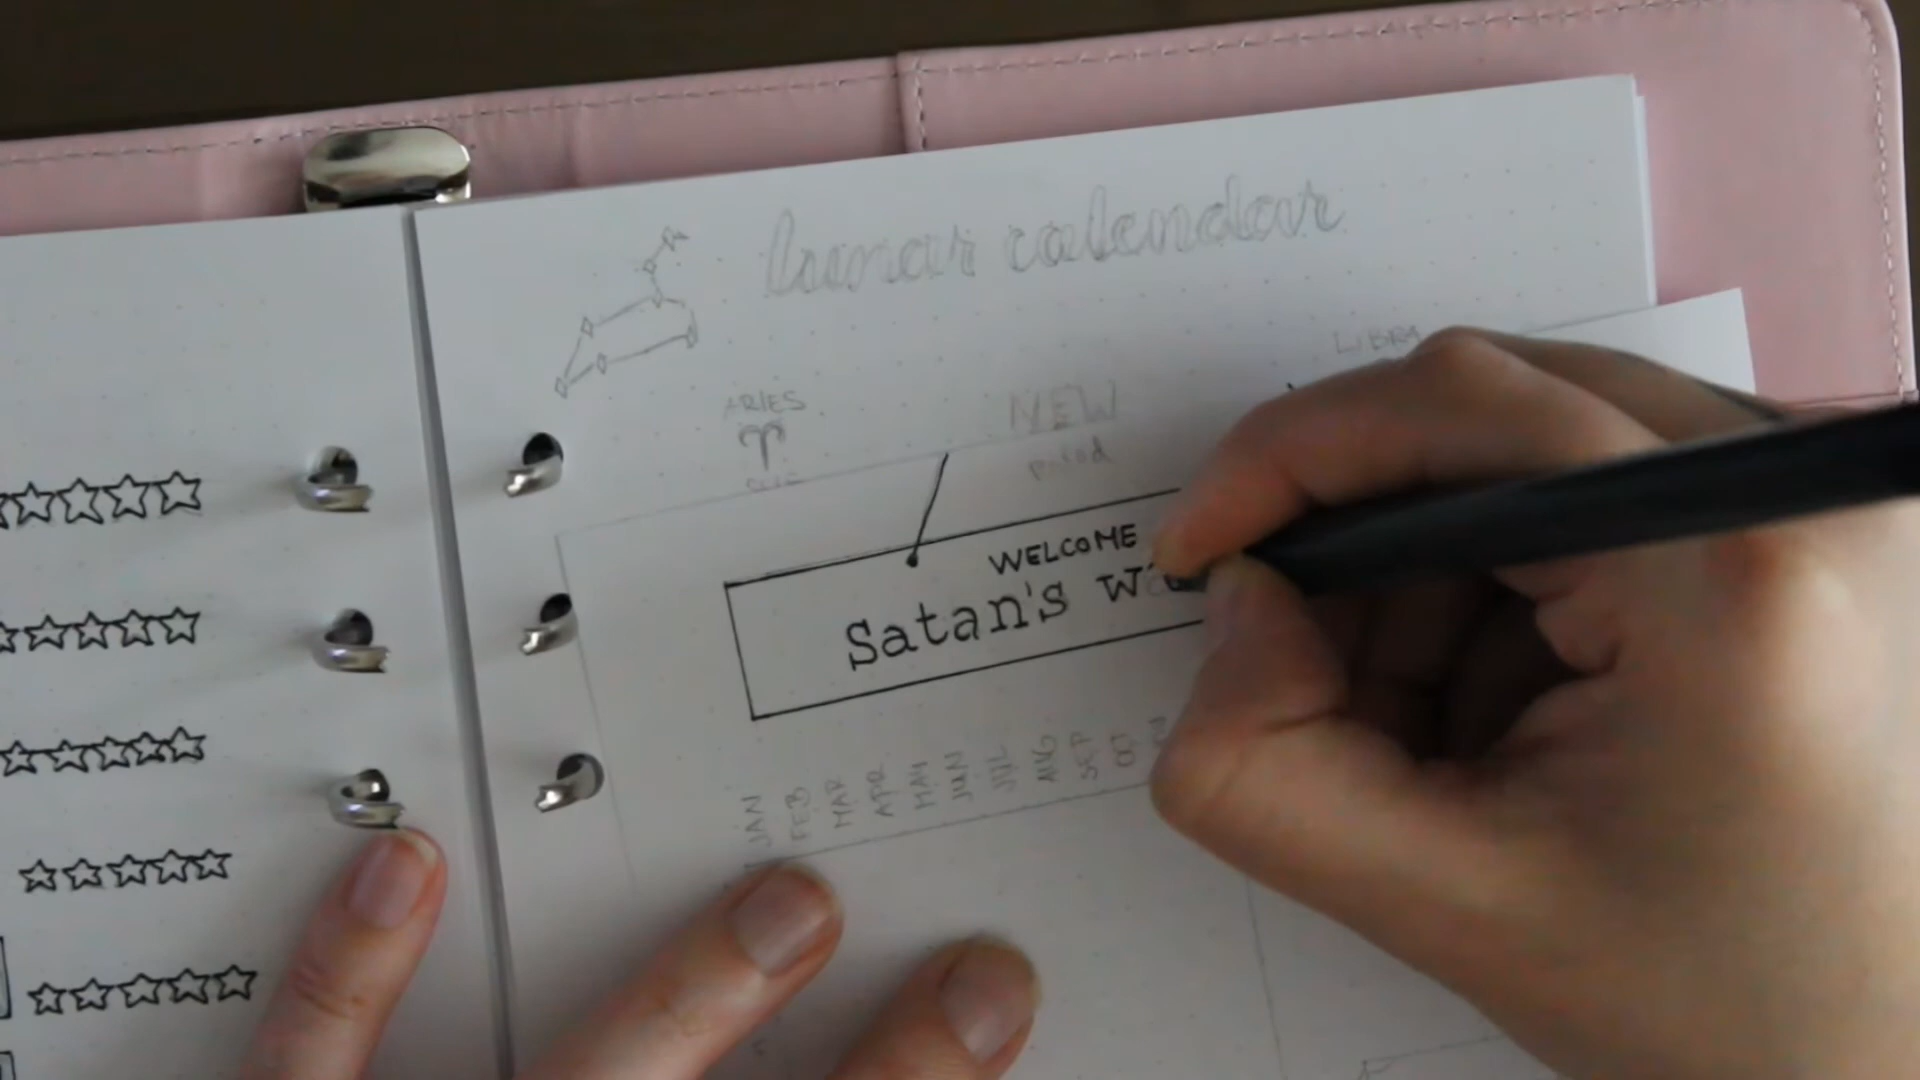 lunar calendar
LIBRA
ARIES
NEW
WELCOME
Satan's
JAN
FEB
MAR
APR
MAY
JUN
JUL
AUG
SEP
OCT